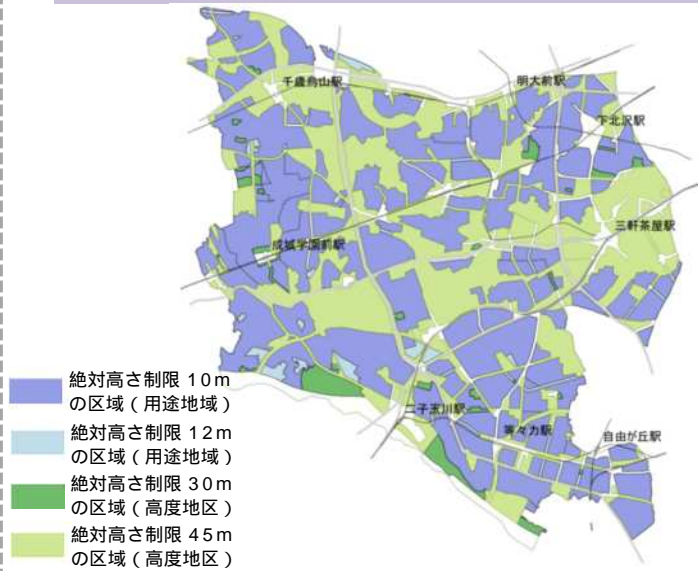 千歳烏山駅
明大前駅
下北沢駅
三軒茶屋駅
成城学園前駅
二子玉川駅
等々力駅
自由が丘駅
絶対高さ制限 10m
の区域(用途地域)
絶対高さ制限 12m
の区域(用途地域)
絶対高さ制限 30m
の区域(高度地区)
絶対高さ制限 45m
の区域(高度地区)